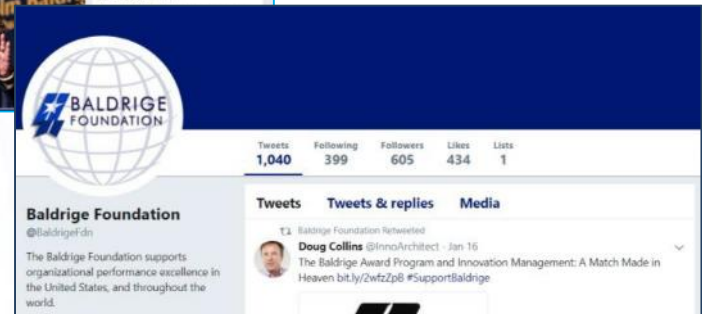 BALDRIGE
FOUNDATION
Tweets Following Followers Likes Lists
1,040 399 605 434 1
Baldrige Foundation
@BaldrigeFdn
The Baldrige Foundation supports
organizational performance excellence in
the United States, and throughout the
world.
Tweets Tweets & replies Media
Baldrige Foundation Retweeted
Doug Collins @InnoArchitect · Jan 16
The Baldrige Award Program and Innovation Management: A Match Made in
Heaven bit.ly/2wfzZpB #SupportBaldrige